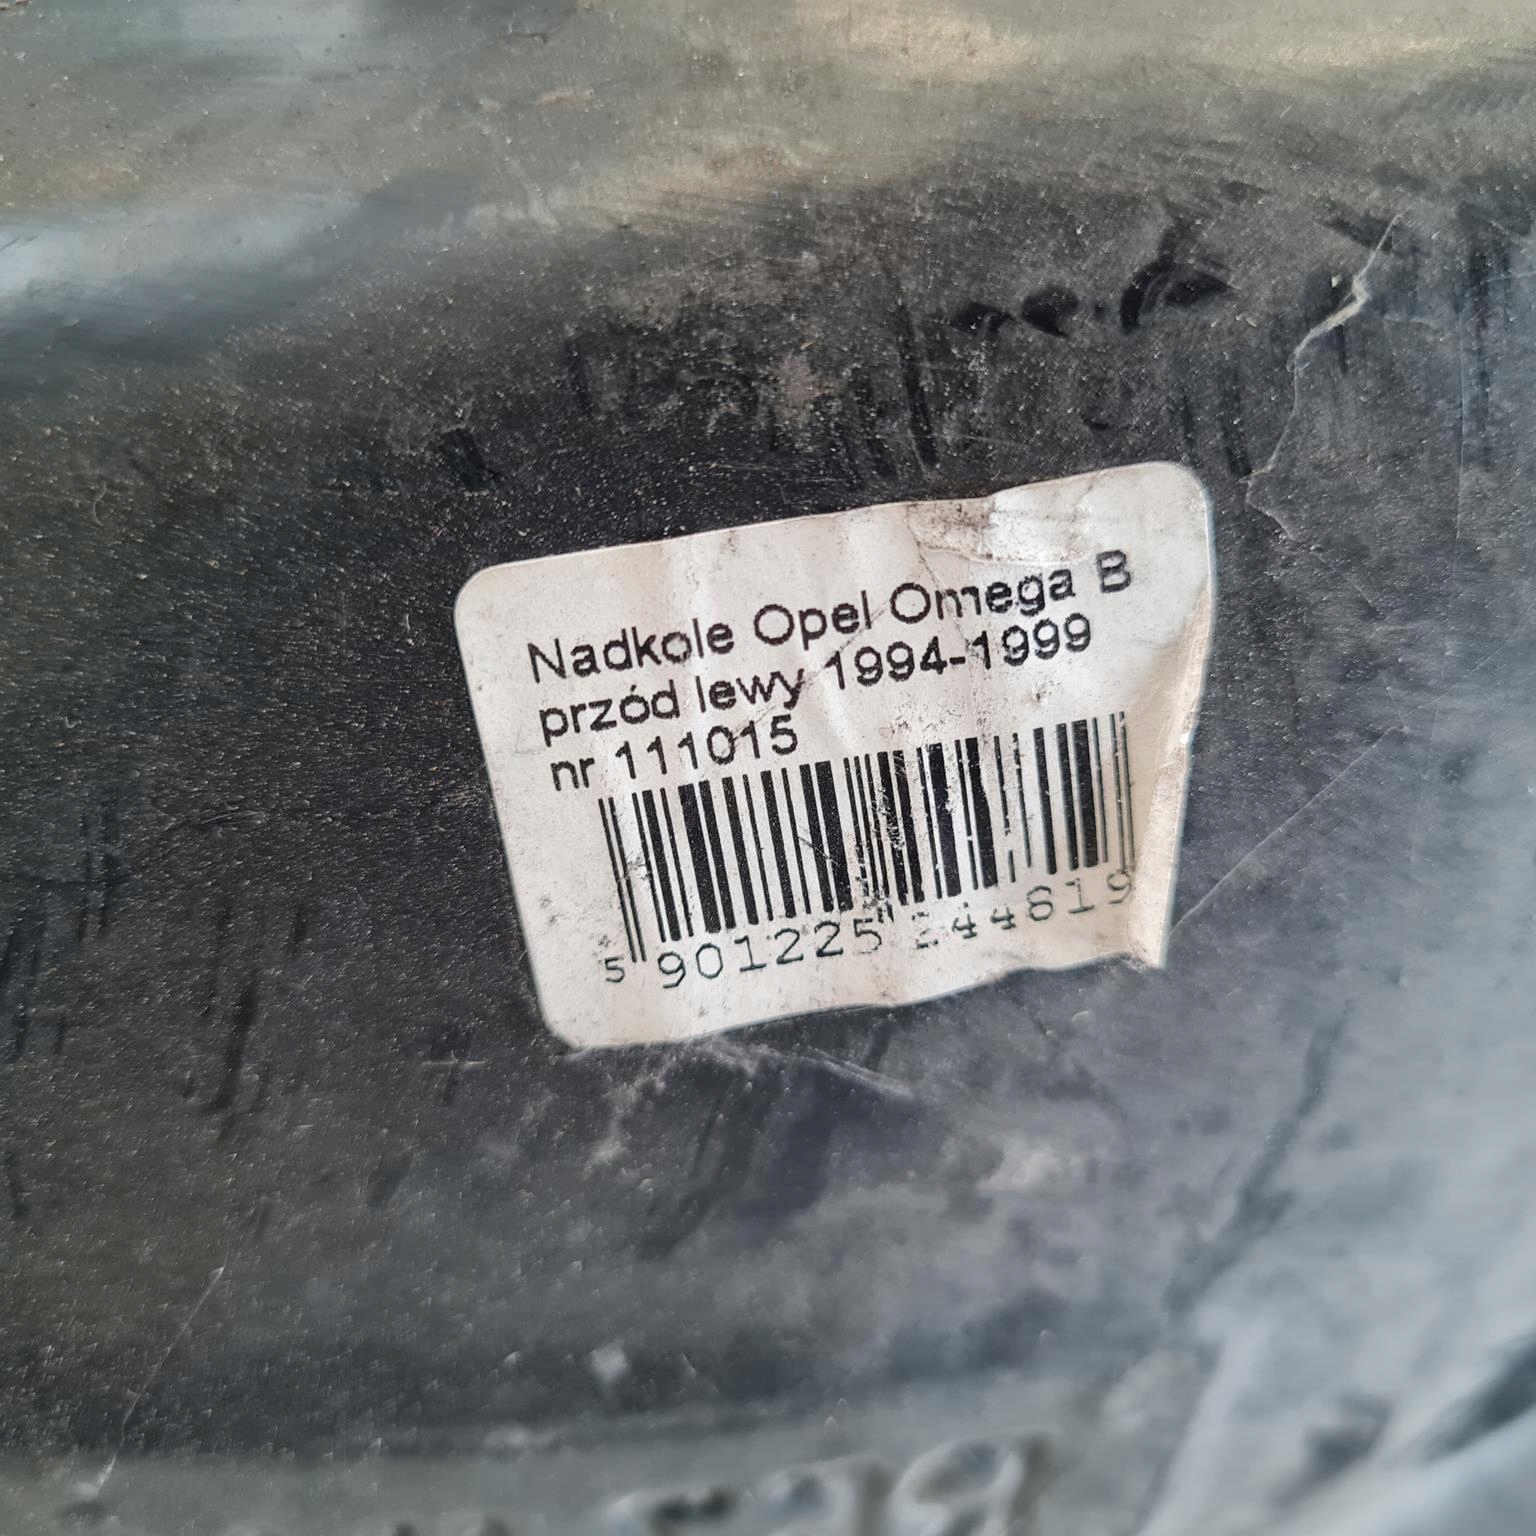 Nadkole Opel Omega B
przód lewy 1994-1999
nr 111015
5 901225 244619